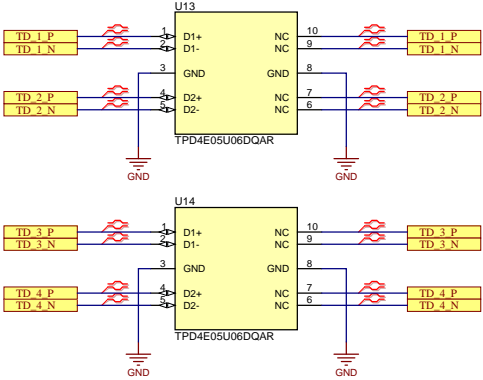 U13
TD_1_P 1 D1+ NC 10 TD_1_P
TD_1_N 2 D1- NC 9 TD_1_N
3 GND GND 8
TD_2_P 4 D2+ NC 7 TD_2_P
TD_2_N 5 D2- NC 6 TD_2_N
TPD4E05U06DQAR
GND GND
U14
TD_3_P 1 D1+ NC 10 TD_3_P
TD_3_N 2 D1- NC 9 TD_3_N
3 GND GND 8
TD_4_P 4 D2+ NC 7 TD_4_P
TD_4_N 5 D2- NC 6 TD_4_N
TPD4E05U06DQAR
GND GND